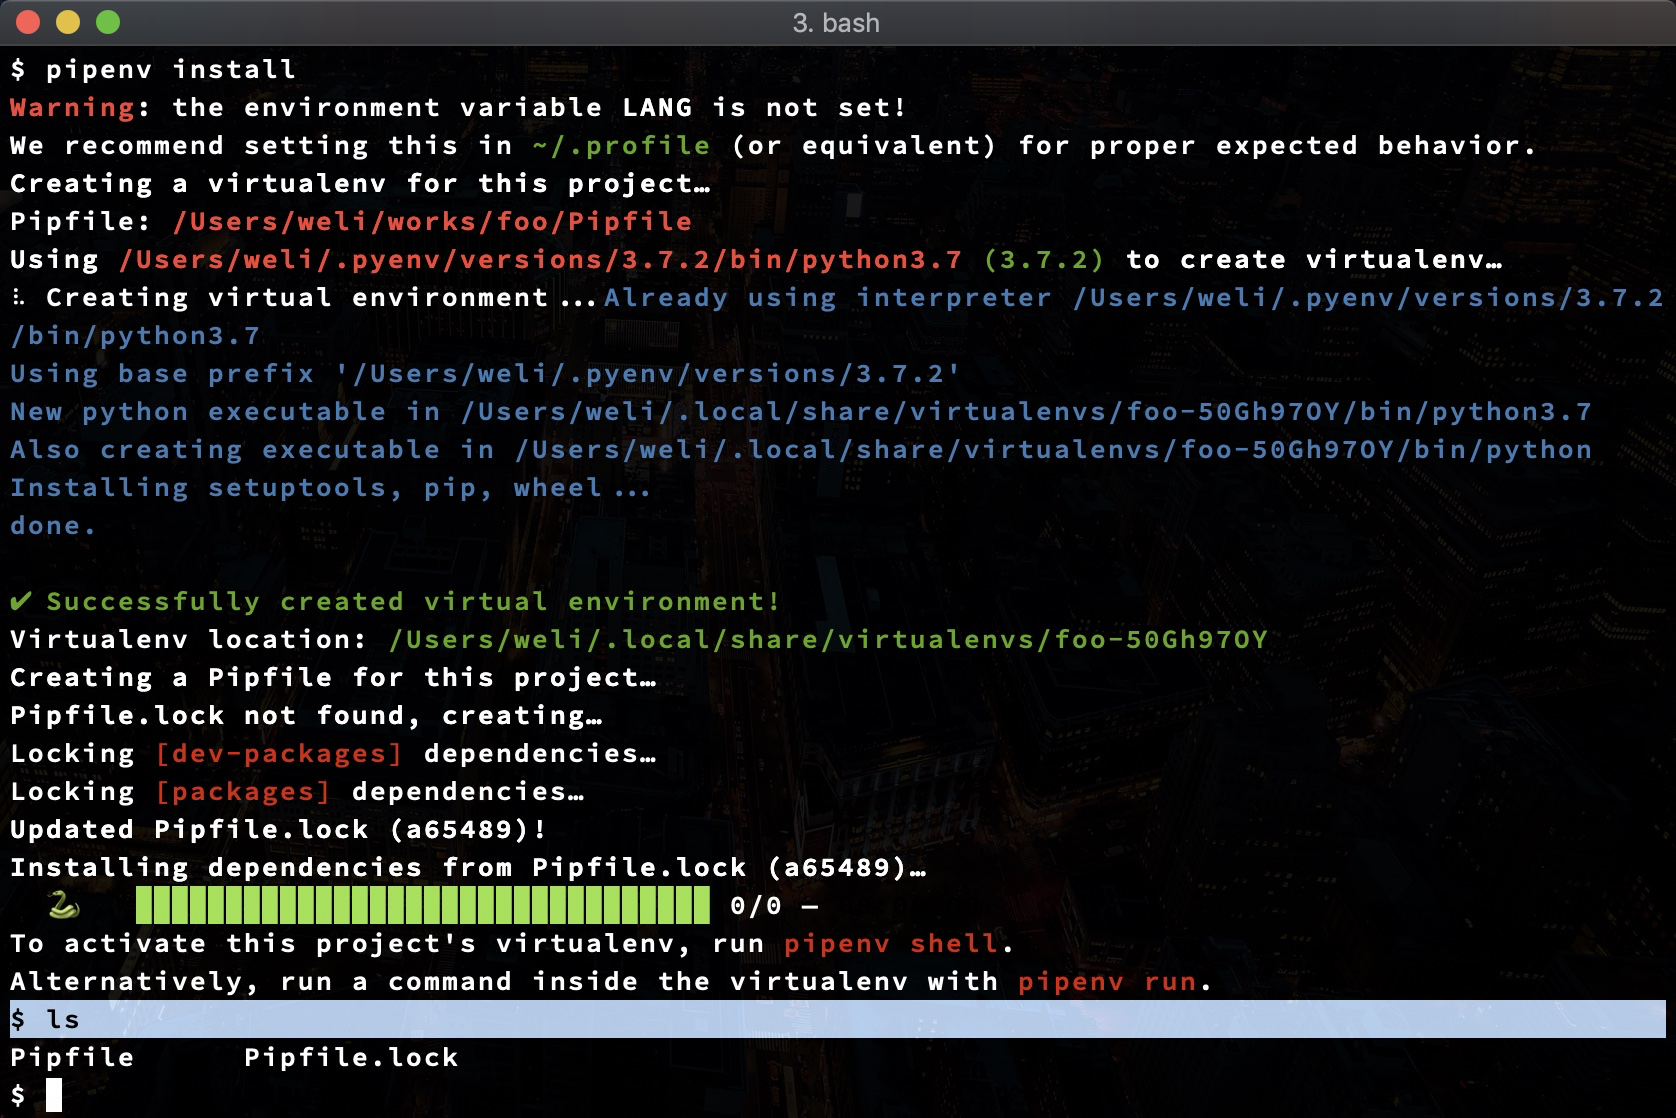 3. bash
$ pipenv install
Warning: the environment variable LANG is not set!
We recommend setting this in ~/.profile (or equivalent) for proper expected behavior.
Creating a virtualenv for this project…
Pipfile: /Users/weli/works/foo/Pipfile
Using /Users/weli/.pyenv/versions/3.7.2/bin/python3.7 (3.7.2) to create virtualenv…
⠧ Creating virtual environment...Already using interpreter /Users/weli/.pyenv/versions/3.7.2
/bin/python3.7
Using base prefix '/Users/weli/.pyenv/versions/3.7.2'
New python executable in /Users/weli/.local/share/virtualenvs/foo-50Gh97OY/bin/python3.7
Also creating executable in /Users/weli/.local/share/virtualenvs/foo-50Gh97OY/bin/python
Installing setuptools, pip, wheel...
done.
✔ Successfully created virtual environment!
Virtualenv location: /Users/weli/.local/share/virtualenvs/foo-50Gh97OY
Creating a Pipfile for this project…
Pipfile.lock not found, creating…
Locking [dev-packages] dependencies…
Locking [packages] dependencies…
Updated Pipfile.lock (a65489)!
Installing dependencies from Pipfile.lock (a65489)…
🐍 ▉▉▉▉▉▉▉▉▉▉▉▉▉▉▉▉▉▉▉▉▉▉▉▉▉▉▉▉▉▉▉▉ 0/0 —
To activate this project's virtualenv, run pipenv shell.
Alternatively, run a command inside the virtualenv with pipenv run.
$ ls
Pipfile Pipfile.lock
$